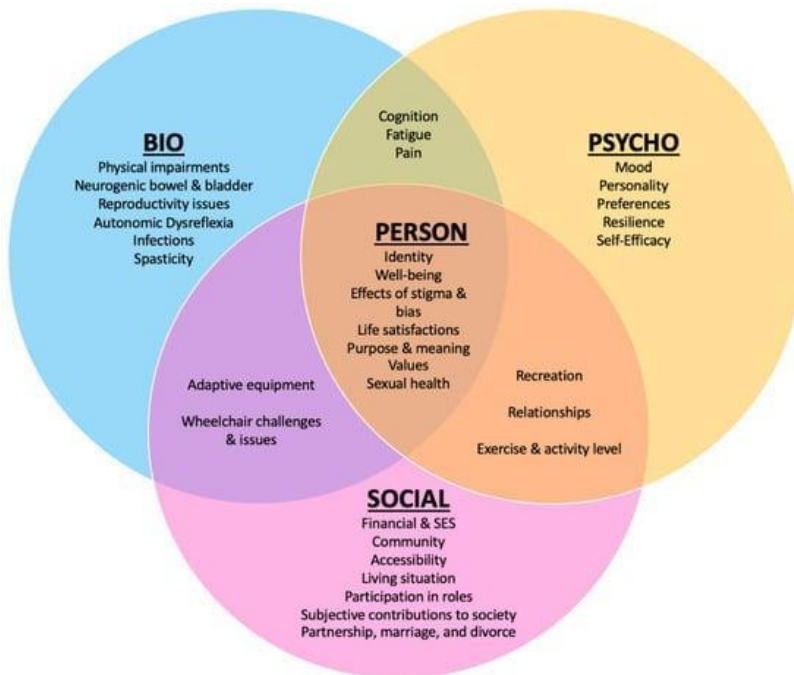 BIO
Physical impairments
Neurogenic bowel & bladder
Reproductivity issues
Autonomic Dysreflexia
Infections
Spasticity
Cognition
Fatigue
Pain
PSYCHO
Mood
Personality
Preferences
Resilience
Self-Efficacy
PERSON
Identity
Well-being
Effects of stigma &
bias
Life satisfactions
Purpose & meaning
Values
Sexual health
Adaptive equipment
Wheelchair challenges
& issues
Recreation
Relationships
Exercise & activity level
SOCIAL
Financial & SES
Community
Accessibility
Living situation
Participation in roles
Subjective contributions to society
Partnership, marriage, and divorce